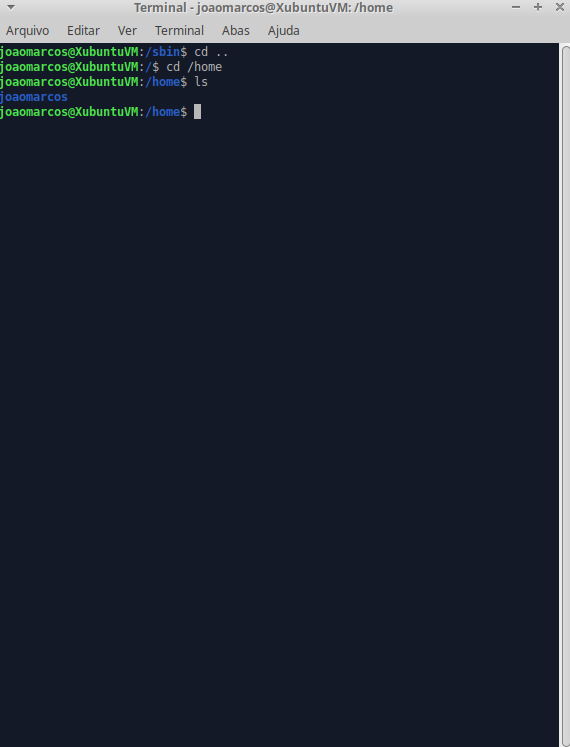 Terminal - joaomarcos@XubuntuVM: /home
Arquivo Editar Ver Terminal Abas Ajuda
joaomarcos@XubuntuVM:/sbin$ cd ..
joaomarcos@XubuntuVM:/$ cd /home
joaomarcos@XubuntuVM:/home$ ls
joaomarcos
joaomarcos@XubuntuVM:/home$